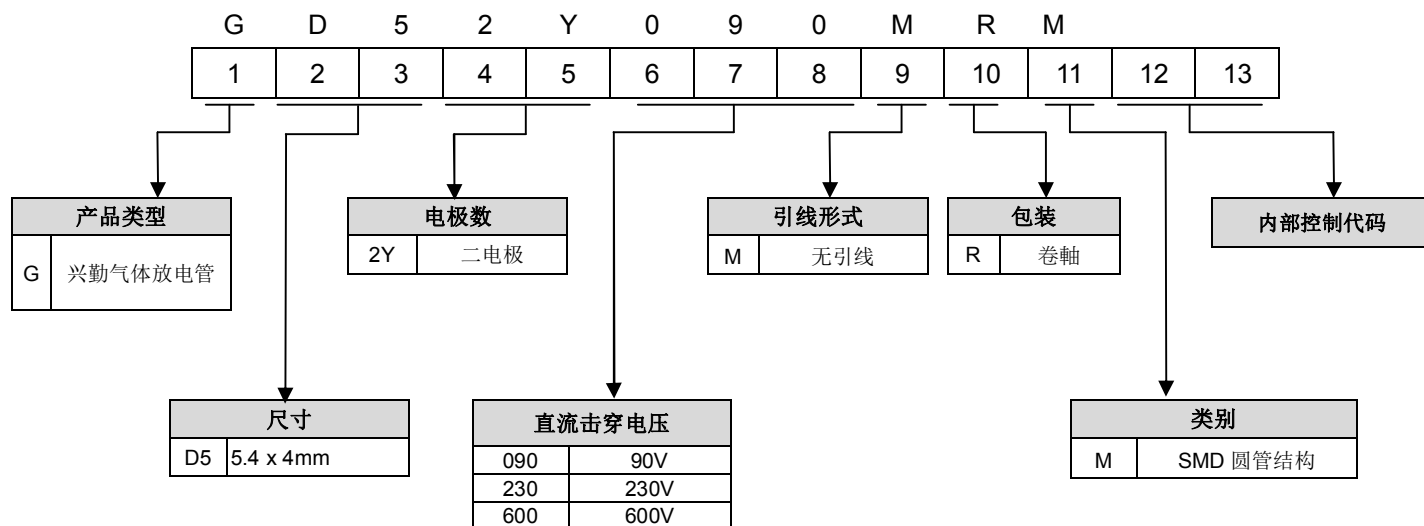 G D 5 2 Y 0 9 0 M R M
1 2 3 4 5 6 7 8 9 10 11 12 13
产品类型
G 兴勤气体放电管
电极数
2Y 二电极
引线形式
M 无引线
包装
R 卷軸
内部控制代码
尺寸
D5 5.4 x 4mm
直流击穿电压
090 90V
230 230V
600 600V
类别
M SMD 圆管结构